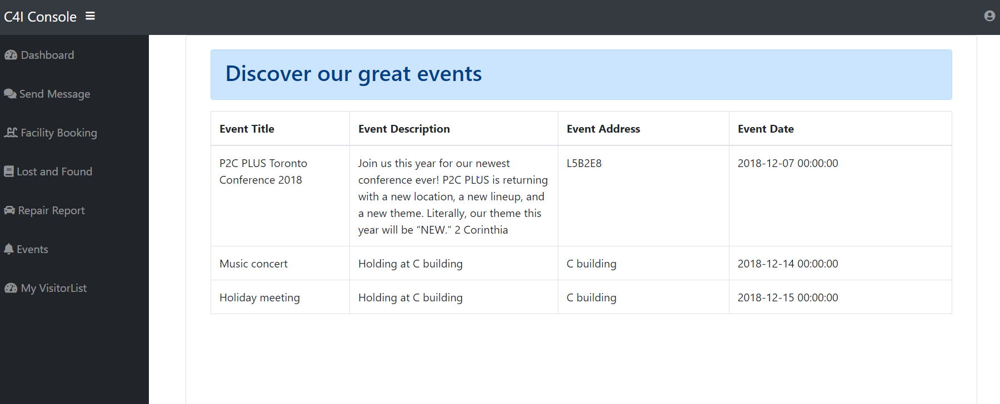 C4I Console
Dashboard
Send Message
Facility Booking
Lost and Found
Repair Report
Events
My VisitorList
Discover our great events
Event Title Event Description Event Address Event Date
P2C PLUS Toronto
Conference 2018
Join us this year for our newest
conference ever! P2C PLUS is returning
with a new location, a new lineup, and
a new theme. Literally, our theme this
year will be “NEW.” 2 Corinthia
L5B2E8
2018-12-07 00:00:00
Music concert Holding at C building C building 2018-12-14 00:00:00
Holiday meeting Holding at C building C building 2018-12-15 00:00:00